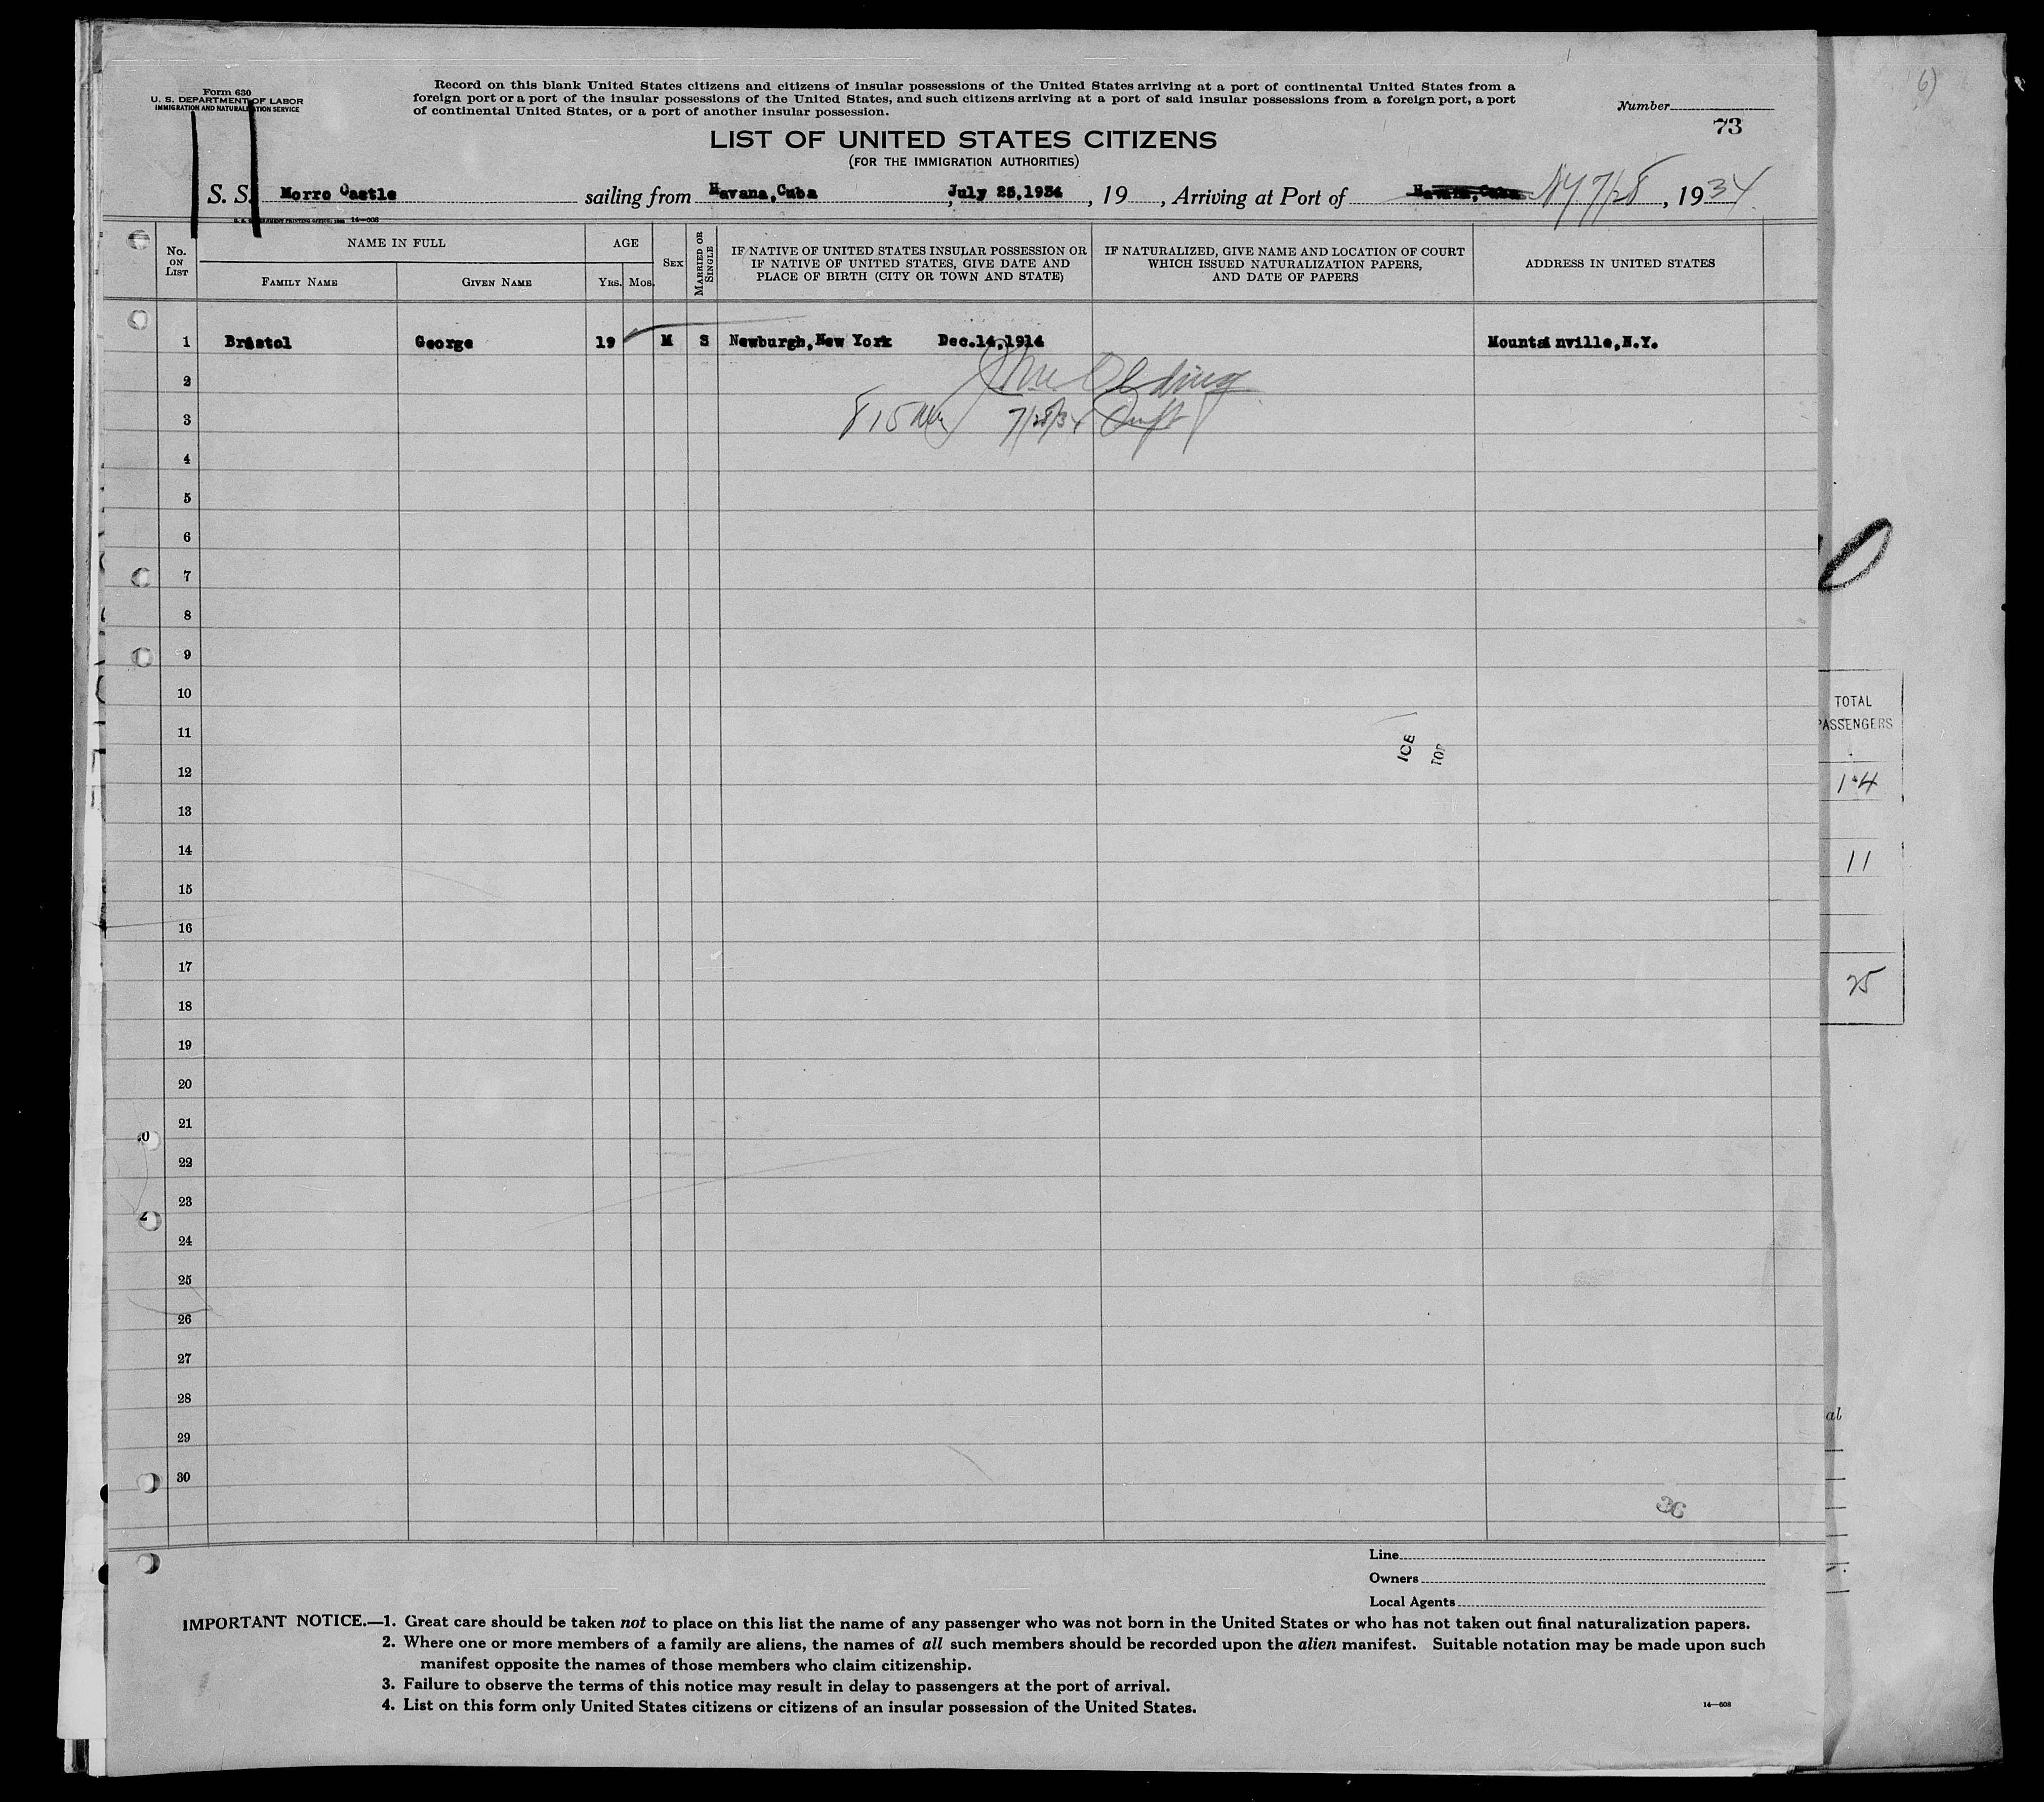 Form 630
U. S. DEPARTMENT OF LABOR
IMMIGRATION AND NATURALIZATION SERVICE
Record on this blank United States citizens and citizens of insular possessions of the United States arriving at a port of continental United States from a
foreign port or a port of the insular possessions of the United States, and such citizens arriving at a port of said insular possessions from a foreign port, a port
of continental United States, or a port of another insular possession.
Number
73
6)
LIST OF UNITED STATES CITIZENS
(FOR THE IMMIGRATION AUTHORITIES)
S. S. Morro Castle sailing from Havana, Cuba July 25, 1934, 19 , Arriving at Port of Havana, Cuba NY 7/28, 1934
14—608
No. ON LIST
NAME IN FULL
FAMILY NAME
GIVEN NAME
AGE
YRS. MOS.
SEX
MARRIED OR SINGLE
IF NATIVE OF UNITED STATES INSULAR POSSESSION OR
IF NATIVE OF UNITED STATES, GIVE DATE AND
PLACE OF BIRTH (CITY OR TOWN AND STATE)
IF NATURALIZED, GIVE NAME AND LOCATION OF COURT
WHICH ISSUED NATURALIZATION PAPERS,
AND DATE OF PAPERS
ADDRESS IN UNITED STATES
1 Bristol George 19 M S Newburgh, New York Dec. 14, 1914 Mountainville, N.Y.
2
3 8 15 AM 7/28/34
4
5
6
7
8
9
10
11
12
13
14
15
16
17
18
19
20
21
22
23
24
25
26
27
28
29
30
ICE
TOP
TOTAL
PASSENGERS
14
11
25
al
36
Line
Owners
Local Agents
IMPORTANT NOTICE.—1. Great care should be taken not to place on this list the name of any passenger who was not born in the United States or who has not taken out final naturalization papers.
2. Where one or more members of a family are aliens, the names of all such members should be recorded upon the alien manifest. Suitable notation may be made upon such
manifest opposite the names of those members who claim citizenship.
3. Failure to observe the terms of this notice may result in delay to passengers at the port of arrival.
4. List on this form only United States citizens or citizens of an insular possession of the United States.
14—608